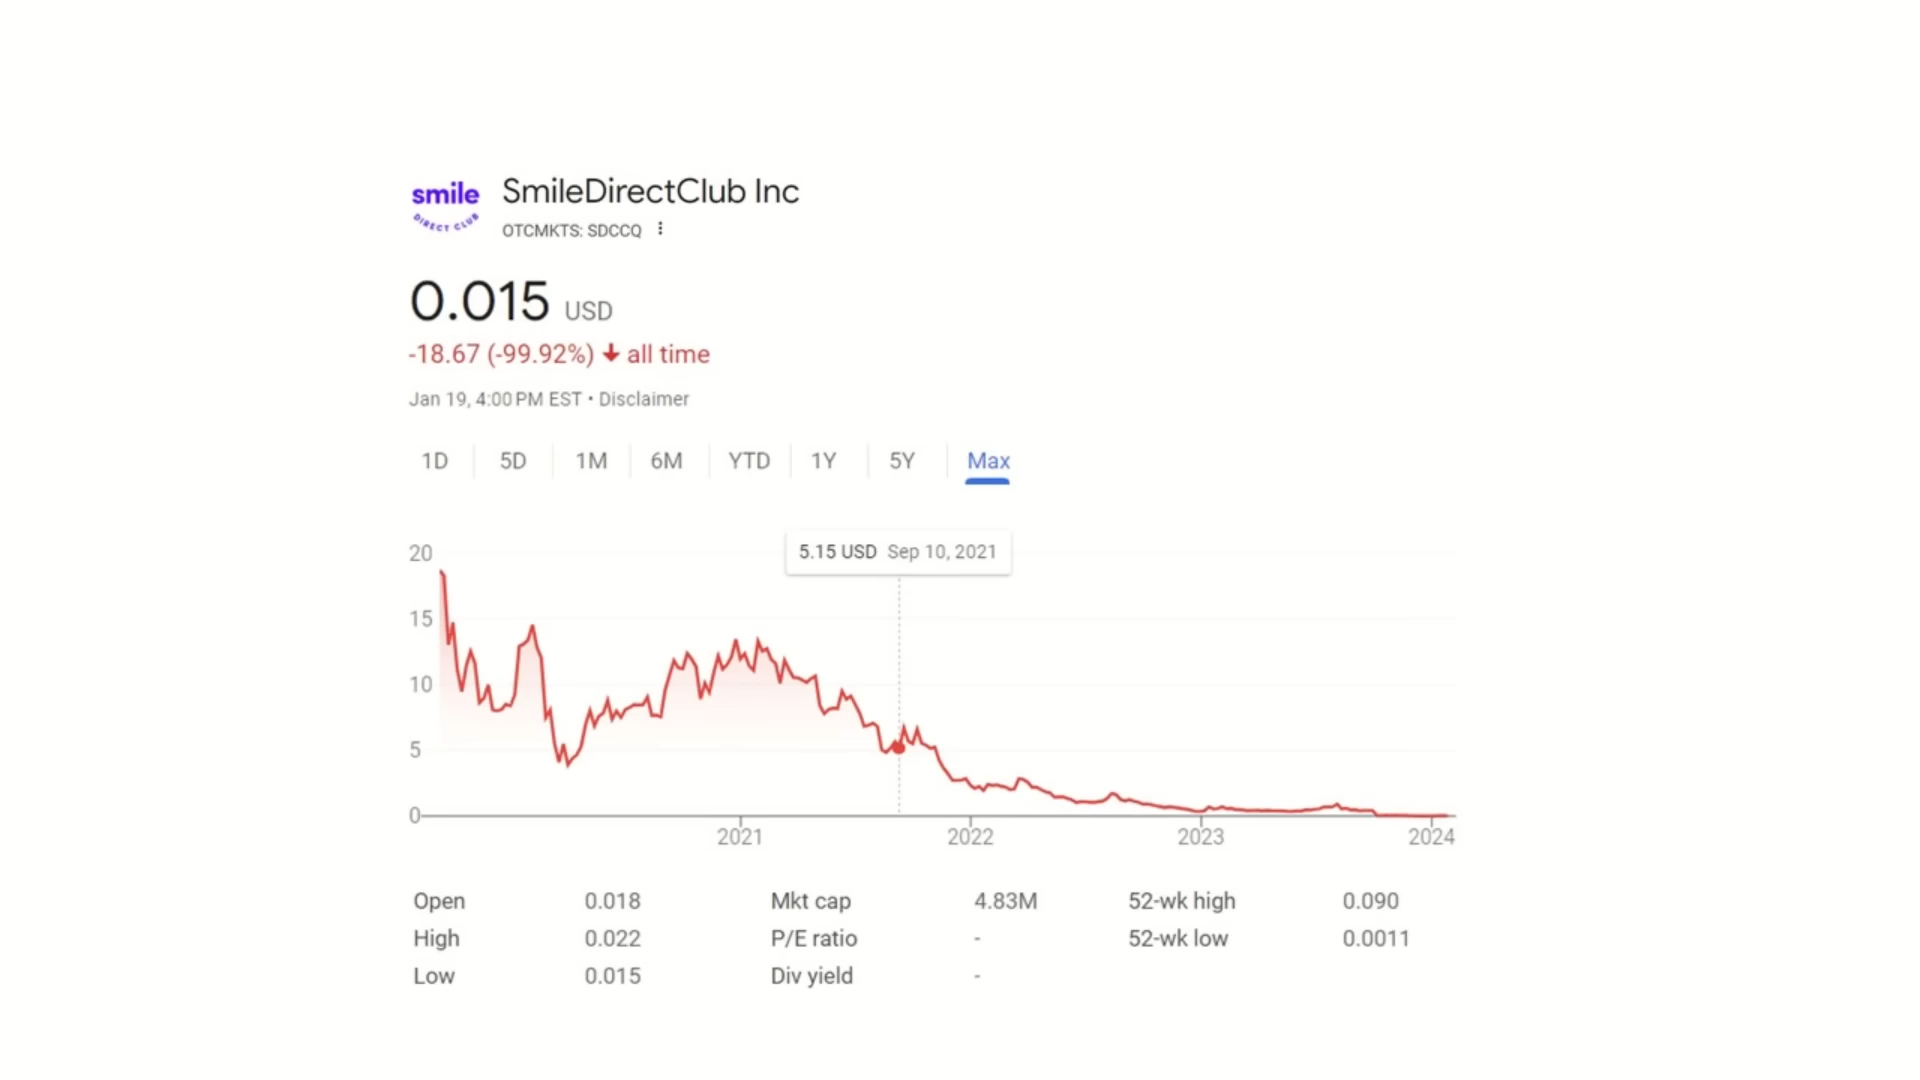 smile
DIRECT CLUB
SmileDirectClub Inc
OTCMKTS: SDCCQ
0.015 USD
-18.67 (-99.92%) all time
Jan 19, 4:00 PM EST • Disclaimer
1D 5D 1M 6M YTD 1Y 5Y Max
5.15 USD Sep 10, 2021
20
15
10
5
0
2021 2022 2023 2024
Open 0.018 Mkt cap 4.83M 52-wk high 0.090
High 0.022 P/E ratio - 52-wk low 0.0011
Low 0.015 Div yield -